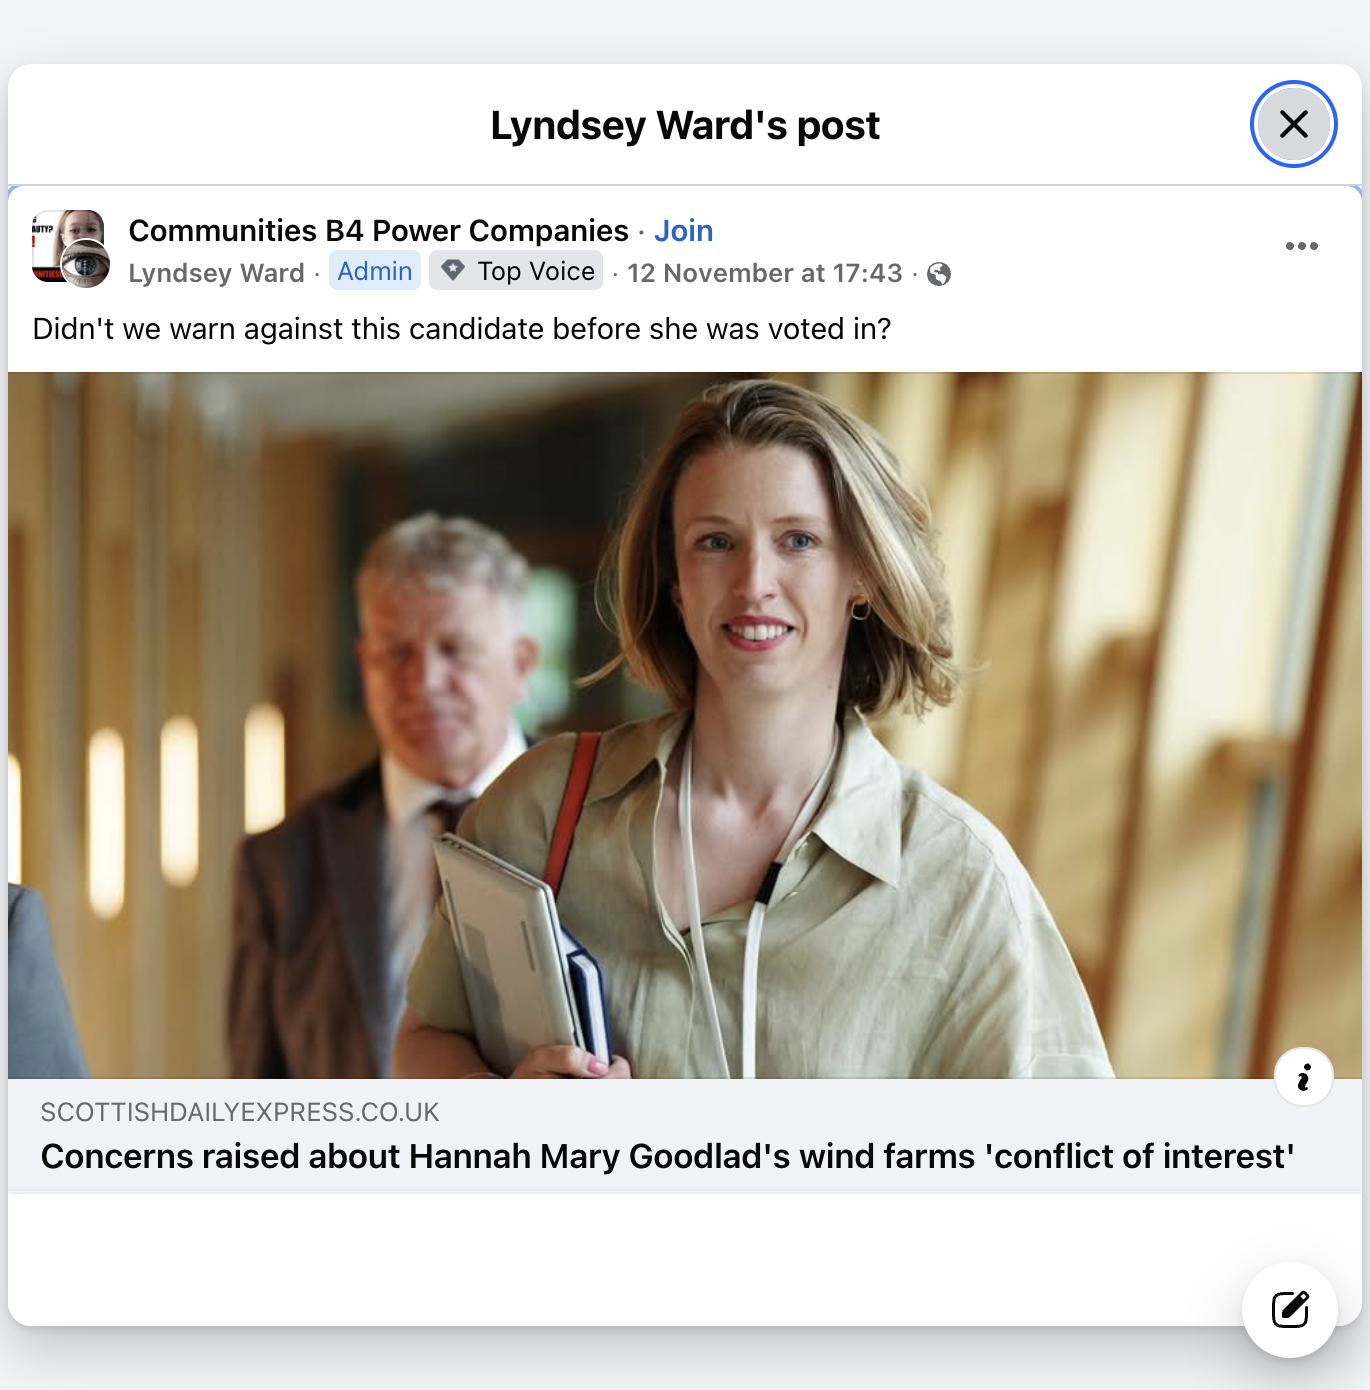 Lyndsey Ward's post
Communities B4 Power Companies · Join
Lyndsey Ward · Admin Top Voice · 12 November at 17:43 ·
Didn't we warn against this candidate before she was voted in?
SCOTTISHDAILYEXPRESS.CO.UK
Concerns raised about Hannah Mary Goodlad's wind farms 'conflict of interest'